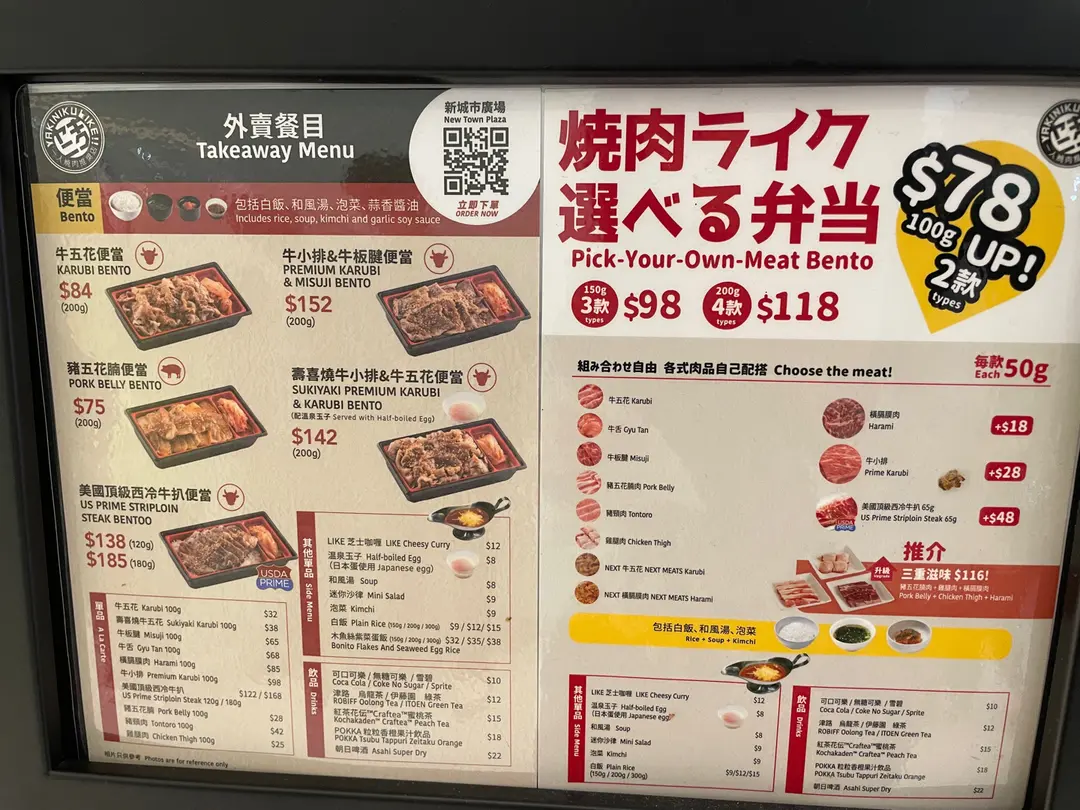 YAKINIKU LIKE!!
外賣餐目
Takeaway Menu
新城市廣場
New Town Plaza
立即下單
ORDER NOW
便當
Bento
包括白飯、和風湯、泡菜、蒜香醬油
Includes rice, soup, kimchi and garlic soy sauce
牛五花便當
KARUBI BENTO
$84
(200g)
牛小排&牛板腱便當
PREMIUM KARUBI
& MISUJI BENTO
$152
(200g)
豬五花腩便當
PORK BELLY BENTO
$75
(200g)
壽喜燒牛小排&牛五花便當
SUKIYAKI PREMIUM KARUBI
& KARUBI BENTO
(配溫泉玉子 Served with Half-boiled Egg)
$142
(200g)
美國頂級西冷牛扒便當
US PRIME STRIPLOIN
STEAK BENTOO
$138 (120g)
$185 (180g)
USDA
PRIME
單品 A La Carte
牛五花 Karubi 100g $32
壽喜燒牛五花 Sukiyaki Karubi 100g $38
牛板腱 Misuji 100g $65
牛舌 Gyu Tan 100g $68
橫膈膜肉 Harami 100g $85
牛小排 Premium Karubi 100g $98
美國頂級西冷牛扒
US Prime Striploin Steak 120g / 180g $122 / $168
豬五花腩 Pork Belly 100g $28
豬頸肉 Tontoro 100g $42
雞腿肉 Chicken Thigh 100g $25
相片只供參考 Photos are for reference only
其他單品 Side Menu
LIKE 芝士咖喱 LIKE Cheesy Curry $12
溫泉玉子 Half-boiled Egg $8
(日本蛋使用 Japanese egg)
和風湯 Soup $8
迷你沙律 Mini Salad $9
泡菜 Kimchi $9
白飯 Plain Rice (150g / 200g / 300g) $9 / $12 / $15
木魚絲紫菜蛋飯 (150g / 200g / 300g) $32 / $35 / $38
Bonito Flakes And Seaweed Egg Rice
飲品 Drinks
可口可樂 / 無糖可樂 / 雪碧 $10
Coca Cola / Coke No Sugar / Sprite
津路 烏龍茶 / 伊藤園 綠茶 $12
ROBIFF Oolong Tea / ITOEN Green Tea
紅茶花伝™Craftea™蜜桃茶 $15
Kochakaden™ Craftea™ Peach Tea
POKKA 粒粒香橙果汁飲品 $18
POKKA Tsubu Tappuri Zeitaku Orange
朝日啤酒 Asahi Super Dry $22
焼肉ライク
選べる弁当
Pick-Your-Own-Meat Bento
150g
3款
types
$98
200g
4款
types
$118
$78
UP!
100g
2款
types
組み合わせ自由 各式肉品自己配搭 Choose the meat!
每款
Each 50g
牛五花 Karubi
牛舌 Gyu Tan
牛板腱 Misuji
豬五花腩肉 Pork Belly
豬頸肉 Tontoro
雞腿肉 Chicken Thigh
NEXT 牛五花 NEXT MEATS Karubi
NEXT 橫膈膜肉 NEXT MEATS Harami
橫膈膜肉
Harami
+$18
牛小排
Prime Karubi
+$28
美國頂級西冷牛扒 65g
US Prime Striploin Steak 65g
+$48
USDA
PRIME
推介
升級
Upgrade
三重滋味 $116!
豬五花腩肉 + 雞腿肉 + 橫膈膜肉
Pork Belly + Chicken Thigh + Harami
包括白飯、和風湯、泡菜
Rice + Soup + Kimchi
其他單品 Side Menu
LIKE 芝士咖喱 LIKE Cheesy Curry $12
溫泉玉子 Half-boiled Egg $8
(日本蛋使用 Japanese egg)
和風湯 Soup $8
迷你沙律 Mini Salad $9
泡菜 Kimchi $9
白飯 Plain Rice
(150g / 200g / 300g) $9/$12/$15
飲品 Drinks
可口可樂 / 無糖可樂 / 雪碧 $10
Coca Cola / Coke No Sugar / Sprite
津路 烏龍茶 / 伊藤園 綠茶 $12
ROBIFF Oolong Tea / ITOEN Green Tea
紅茶花伝™Craftea™蜜桃茶 $15
Kochakaden™ Craftea™ Peach Tea
POKKA 粒粒香橙果汁飲品 $18
POKKA Tsubu Tappuri Zeitaku Orange
朝日啤酒 Asahi Super Dry $22